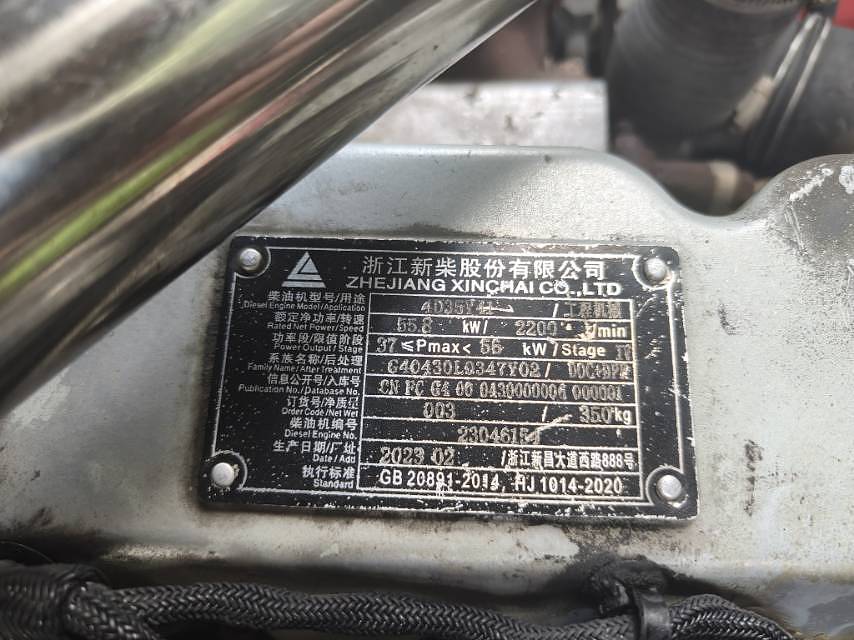 浙江新柴股份有限公司
ZHEJIANG XINCHAI CO.,LTD
柴油机型号/用途 / 工程机械
Diesel Engine Model/Application
额定净功率/转速 55.8 kW/ 2200 r/min
Rated Net Power/Speed
功率段/限值阶段 37 ≤Pmax< 56 kW/Stage
Power Output / Stage
系族名称/后处理 / DOC+DPF
Family Name/After Treatment
信息公开号/入库号 CN FC G4 00 0430000006 000001
Publication No./Database No.
订货号/净质量 003 / 350kg
Order Code/Net Wet
柴油机编号 23046154
Diesel Engine No.
生产日期/厂址 2023 02 /浙江新昌大道西路888号
Date / Add
执行标准 GB 20891-2014, HJ 1014-2020
Standard